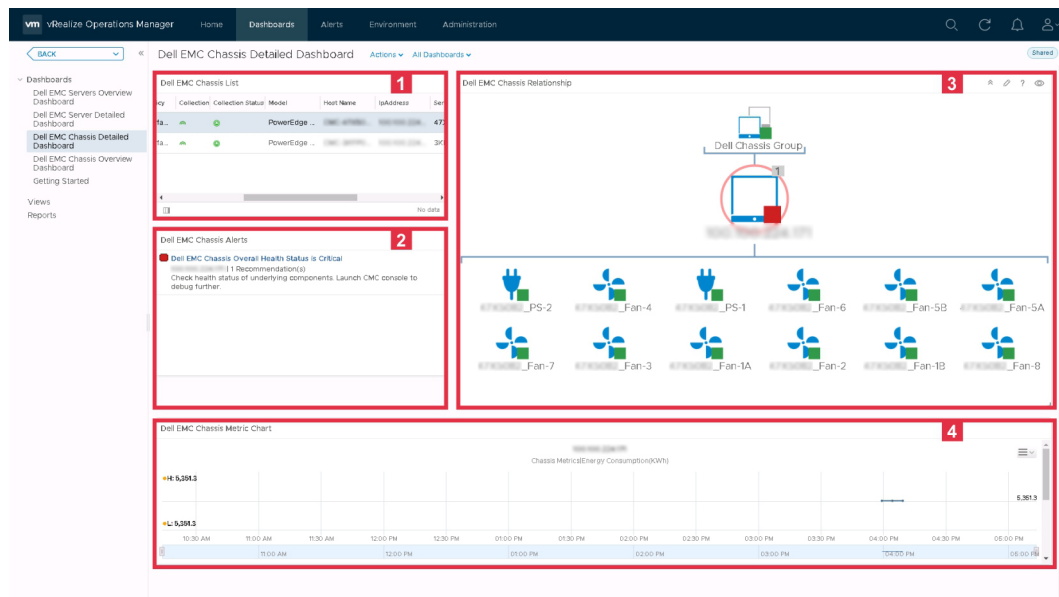 vm vRealize Operations Manager Home Dashboards Alerts Environment Administration
BACK
Dell EMC Chassis Detailed Dashboard Actions All Dashboards
Shared
Dashboards
Dell EMC Servers Overview
Dashboard
Dell EMC Server Detailed
Dashboard
Dell EMC Chassis Detailed
Dashboard
Dell EMC Chassis Overview
Dashboard
Getting Started
Views
Reports
Dell EMC Chassis List
1
icy Collection Collection Status Model Host Name IpAddress Ser
fa... PowerEdge ...
fa... PowerEdge ...
No data
Dell EMC Chassis Alerts
2
Dell EMC Chassis Overall Health Status is Critical
| 1 Recommendation(s)
Check health status of underlying components. Launch CMC console to
debug further.
Dell EMC Chassis Relationship
3
Dell Chassis Group
1
_PS-2 _Fan-4 _PS-1 _Fan-6 _Fan-5B _Fan-5A
_Fan-7 _Fan-3 _Fan-1A _Fan-2 _Fan-1B _Fan-8
Dell EMC Chassis Metric Chart
4
Chassis Metrics|Energy Consumption(KWh)
H: 5,351.3
5,351.3
L: 5,351.3
10:30 AM 11:00 AM 11:30 AM 12:00 PM 12:30 PM 01:00 PM 01:30 PM 02:00 PM 02:30 PM 03:00 PM 03:30 PM 04:00 PM 04:30 PM 05:00 PM
11:00 AM 12:00 PM 01:00 PM 02:00 PM 03:00 PM 04:00 PM 05:00 PM